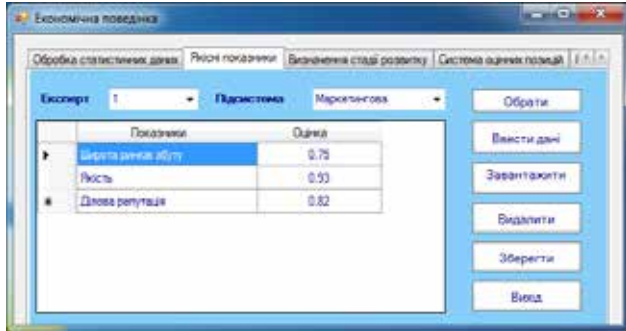 Економічна поведінка
Обробка статистичних даних Якісні показники Визначення стадії розвитку Система оцінних позицій
Експерт 1 Підсистема Маркетингова
Показники Оцінка
Широта ринків збуту 0.75
Якість 0.93
Ділова репутація 0.82
Обрати
Ввести дані
Завантажити
Видалити
Зберегти
Вихід